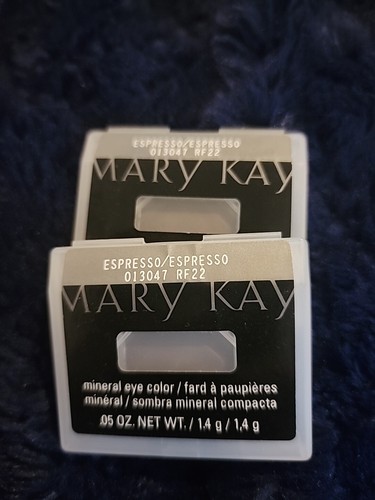 ESPRESSO/ESPRESSO
013047 RF22
MARY KAY
ESPRESSO/ESPRESSO
013047 RF22
MARY KAY
mineral eye color / fard à paupières
minéral / sombra mineral compacta
.05 OZ. NET WT. / 1.4 g / 1,4 g